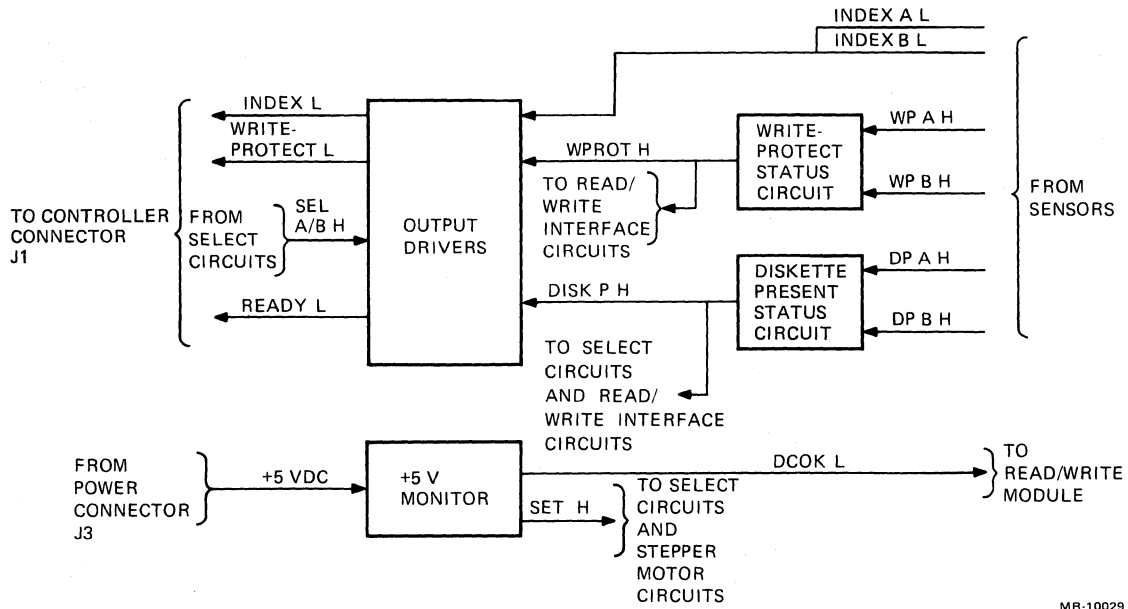 INDEX A L
INDEX B L
INDEX L
WRITE-
PROTECT L
TO CONTROLLER
CONNECTOR
J1
FROM
SELECT
CIRCUITS
SEL
A/B H
READY L
OUTPUT
DRIVERS
WPROT H
TO READ/
WRITE
INTERFACE
CIRCUITS
WRITE-
PROTECT
STATUS
CIRCUIT
WP A H
WP B H
FROM
SENSORS
DISK P H
DISKETTE
PRESENT
STATUS
CIRCUIT
DP A H
DP B H
TO SELECT
CIRCUITS
AND READ/
WRITE INTERFACE
CIRCUITS
FROM
POWER
CONNECTOR
J3
+5 VDC
+5 V
MONITOR
DCOK L
TO
READ/WRITE
MODULE
SET H
TO SELECT
CIRCUITS
AND
STEPPER
MOTOR
CIRCUITS
MR-10029